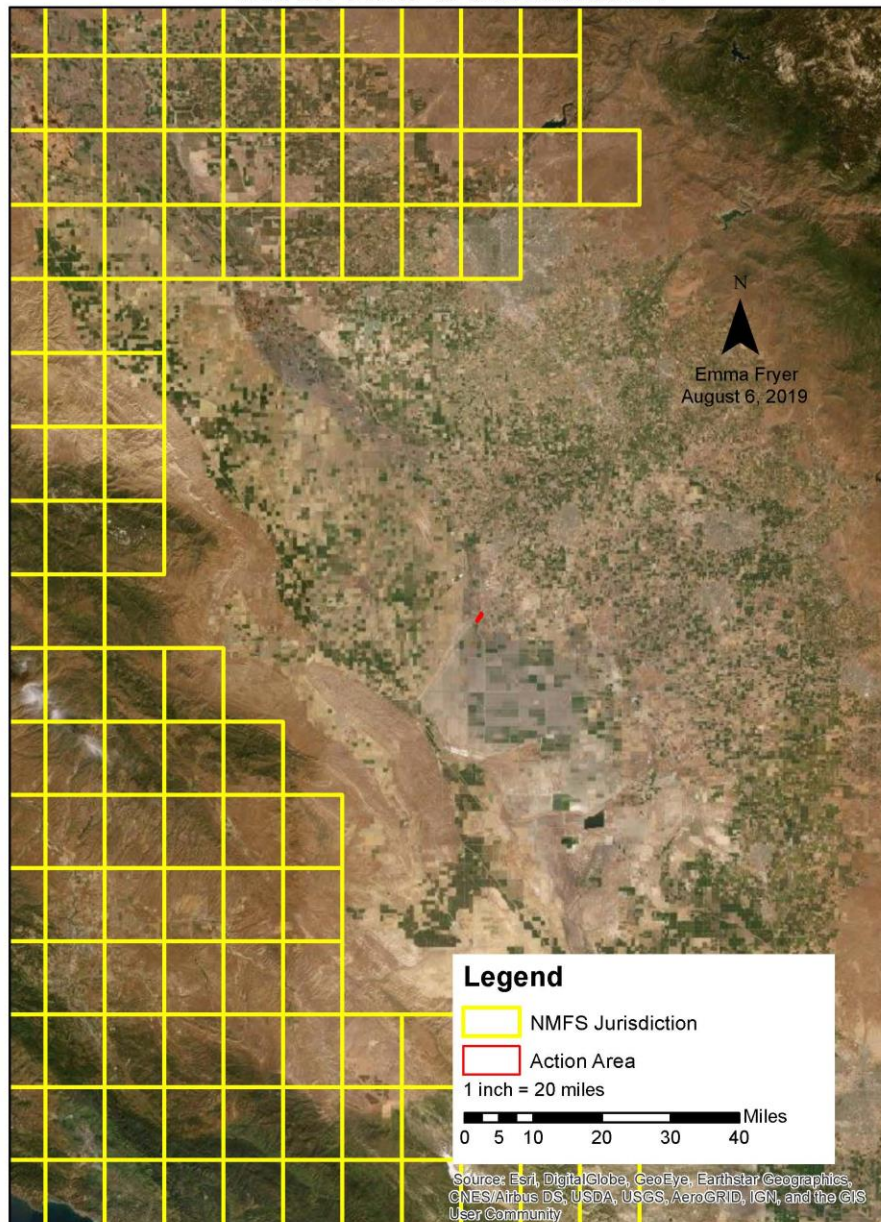 N
Emma Fryer
August 6, 2019
Legend
NMFS Jurisdiction
Action Area
1 inch = 20 miles
Miles
0 5 10 20 30 40
Source: Esri, DigitalGlobe, GeoEye, Earthstar Geographics,
CNES/Airbus DS, USDA, USGS, AeroGRID, IGN, and the GIS
User Community